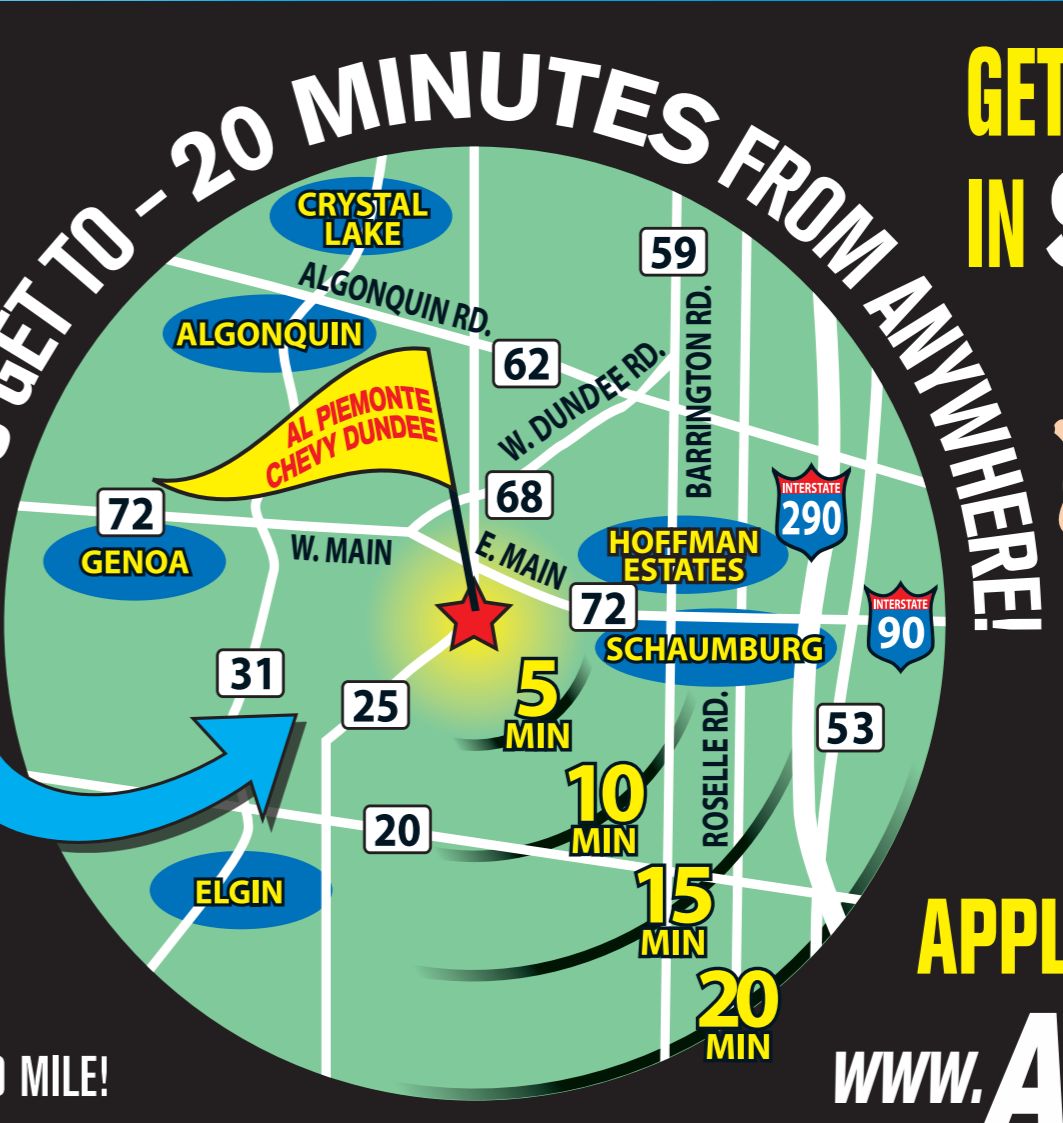 GET TO – 20 MINUTES FROM ANYWHERE!
GET
IN
CRYSTAL
LAKE
59
ALGONQUIN RD.
ALGONQUIN
62
W. DUNDEE RD.
BARRINGTON RD.
AL PIEMONTE
CHEVY DUNDEE
68
72
INTERSTATE
290
GENOA
W. MAIN
E. MAIN
HOFFMAN
ESTATES
72
INTERSTATE
90
SCHAUMBURG
31
25
5
MIN
53
ROSELLE RD.
10
MIN
20
15
MIN
ELGIN
20
MIN
APPL
MILE!
WWW.A